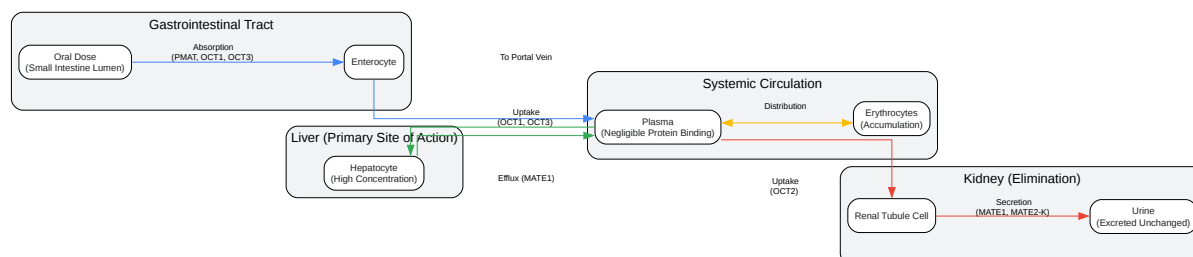 Gastrointestinal Tract
Oral Dose
(Small Intestine Lumen)
Absorption
(PMAT, OCT1, OCT3)
Enterocyte
To Portal Vein
Systemic Circulation
Plasma
(Negligible Protein Binding)
Distribution
Erythrocytes
(Accumulation)
Uptake
(OCT1, OCT3)
Liver (Primary Site of Action)
Hepatocyte
(High Concentration)
Efflux (MATE1)
Uptake
(OCT2)
Kidney (Elimination)
Renal Tubule Cell
Secretion
(MATE1, MATE2-K)
Urine
(Excreted Unchanged)